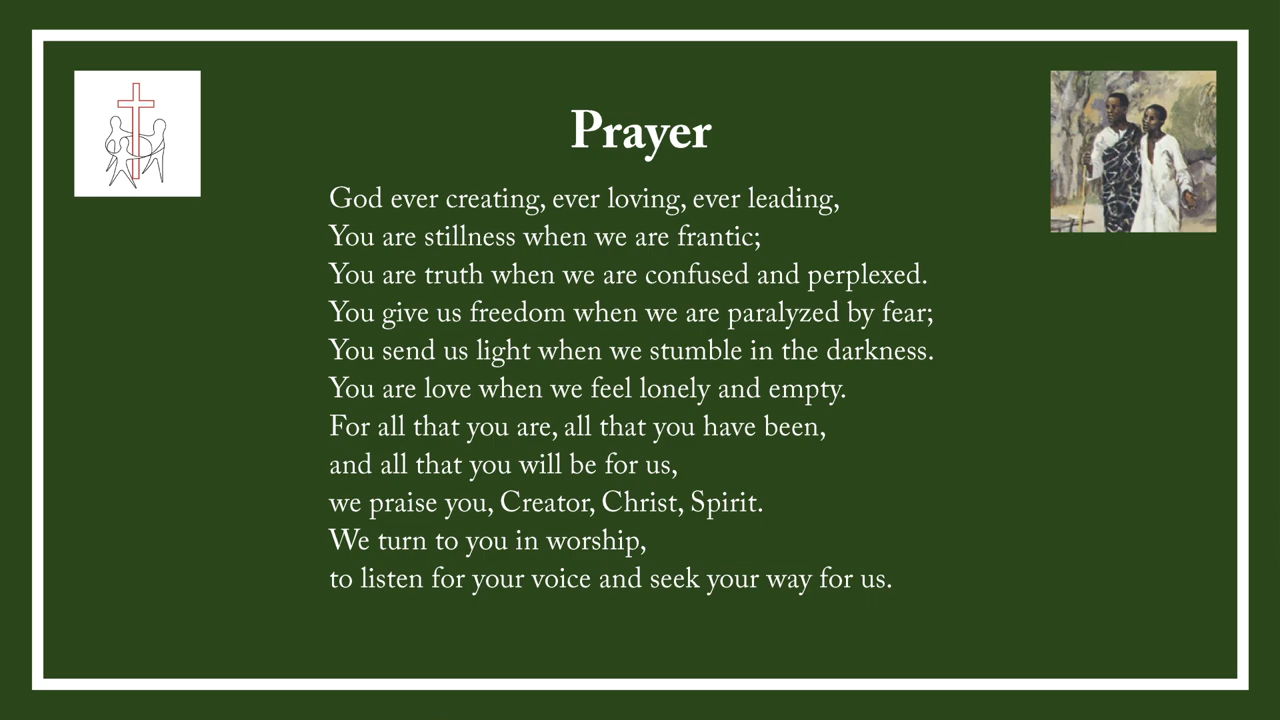 Prayer
God ever creating, ever loving, ever leading,
You are stillness when we are frantic;
You are truth when we are confused and perplexed.
You give us freedom when we are paralyzed by fear;
You send us light when we stumble in the darkness.
You are love when we feel lonely and empty.
For all that you are, all that you have been,
and all that you will be for us,
we praise you, Creator, Christ, Spirit.
We turn to you in worship,
to listen for your voice and seek your way for us.